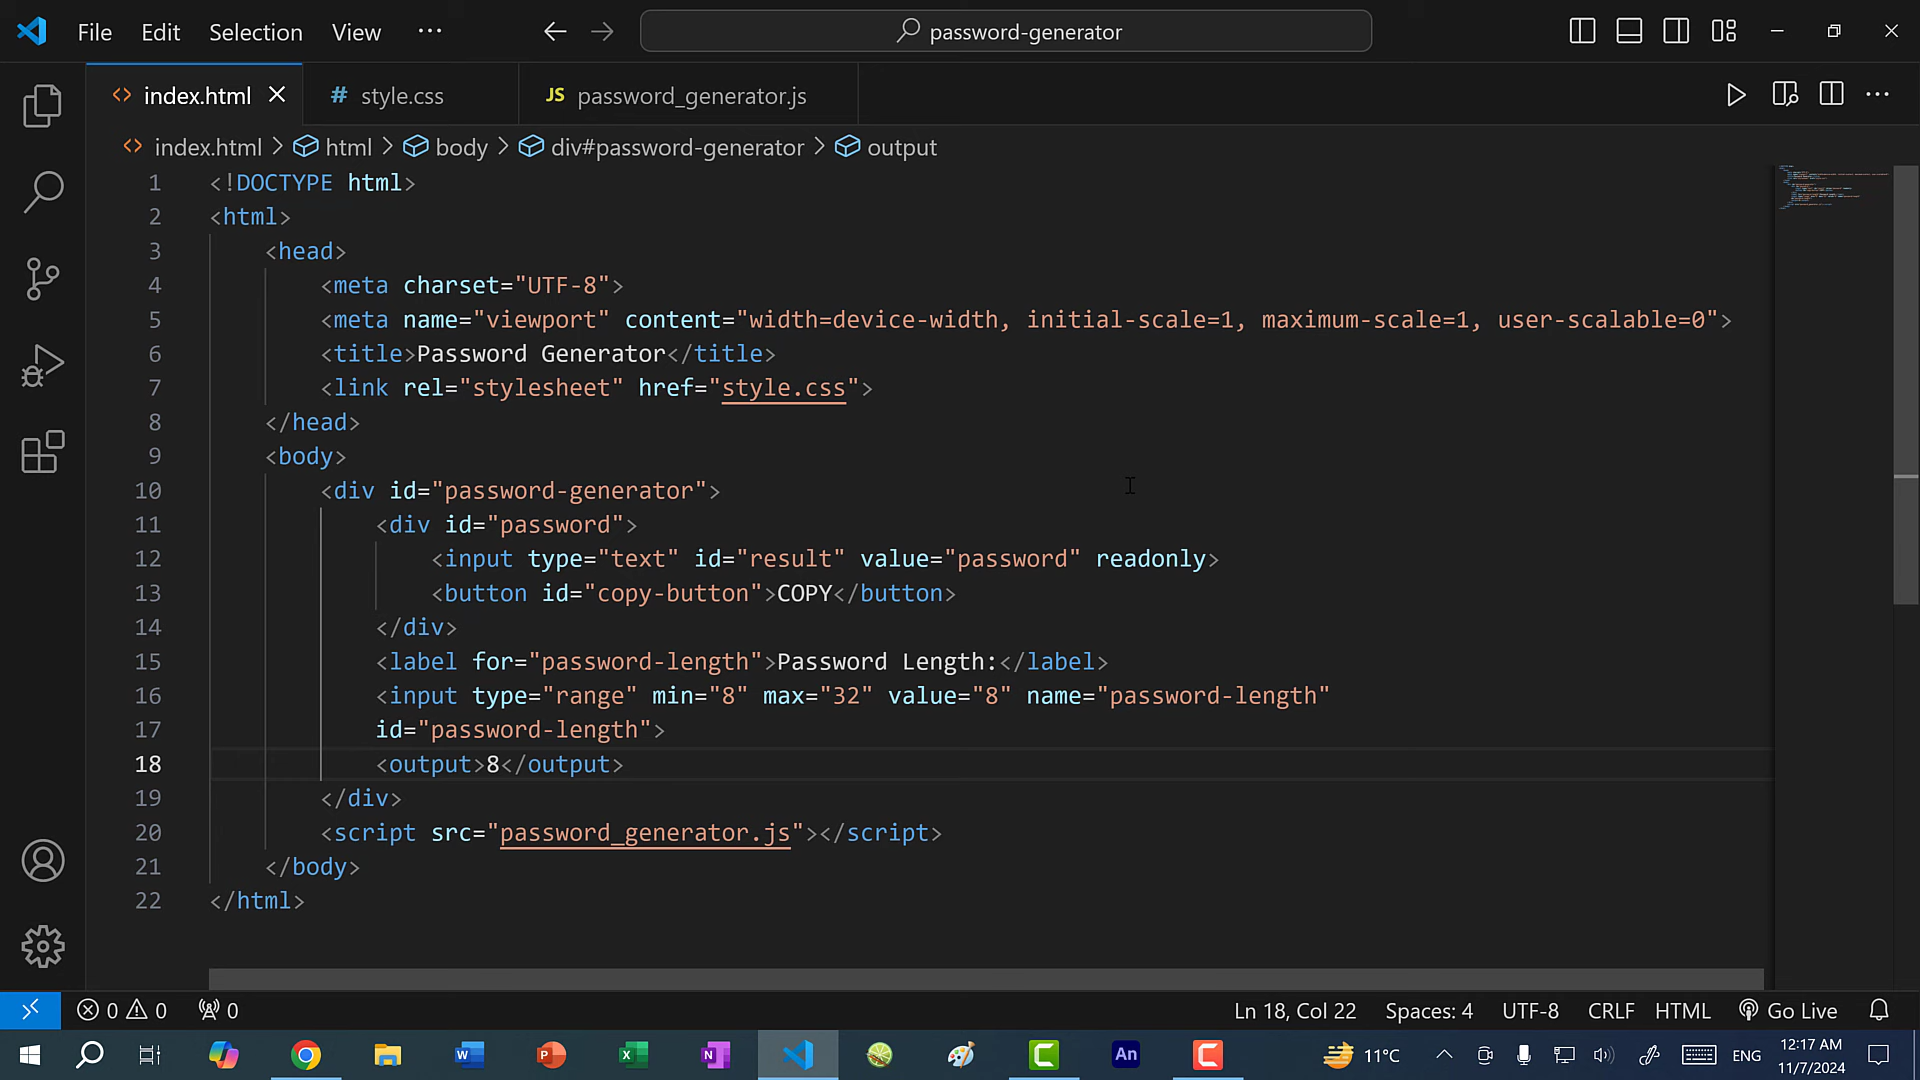 File Edit Selection View ··· password-generator
index.html style.css JS password_generator.js
index.html > html > body > div#password-generator > output
1 <!DOCTYPE html>
2 <html>
3 <head>
4 <meta charset="UTF-8">
5 <meta name="viewport" content="width=device-width, initial-scale=1, maximum-scale=1, user-scalable=0">
6 <title>Password Generator</title>
7 <link rel="stylesheet" href="style.css">
8 </head>
9 <body>
10 <div id="password-generator">
11 <div id="password">
12 <input type="text" id="result" value="password" readonly>
13 <button id="copy-button">COPY</button>
14 </div>
15 <label for="password-length">Password Length:</label>
16 <input type="range" min="8" max="32" value="8" name="password-length"
17 id="password-length">
18 <output>8</output>
19 </div>
20 <script src="password_generator.js"></script>
21 </body>
22 </html>
0 0 0 Ln 18, Col 22 Spaces: 4 UTF-8 CRLF HTML Go Live
W P X N An C C 11°C ENG 12:17 AM
11/7/2024